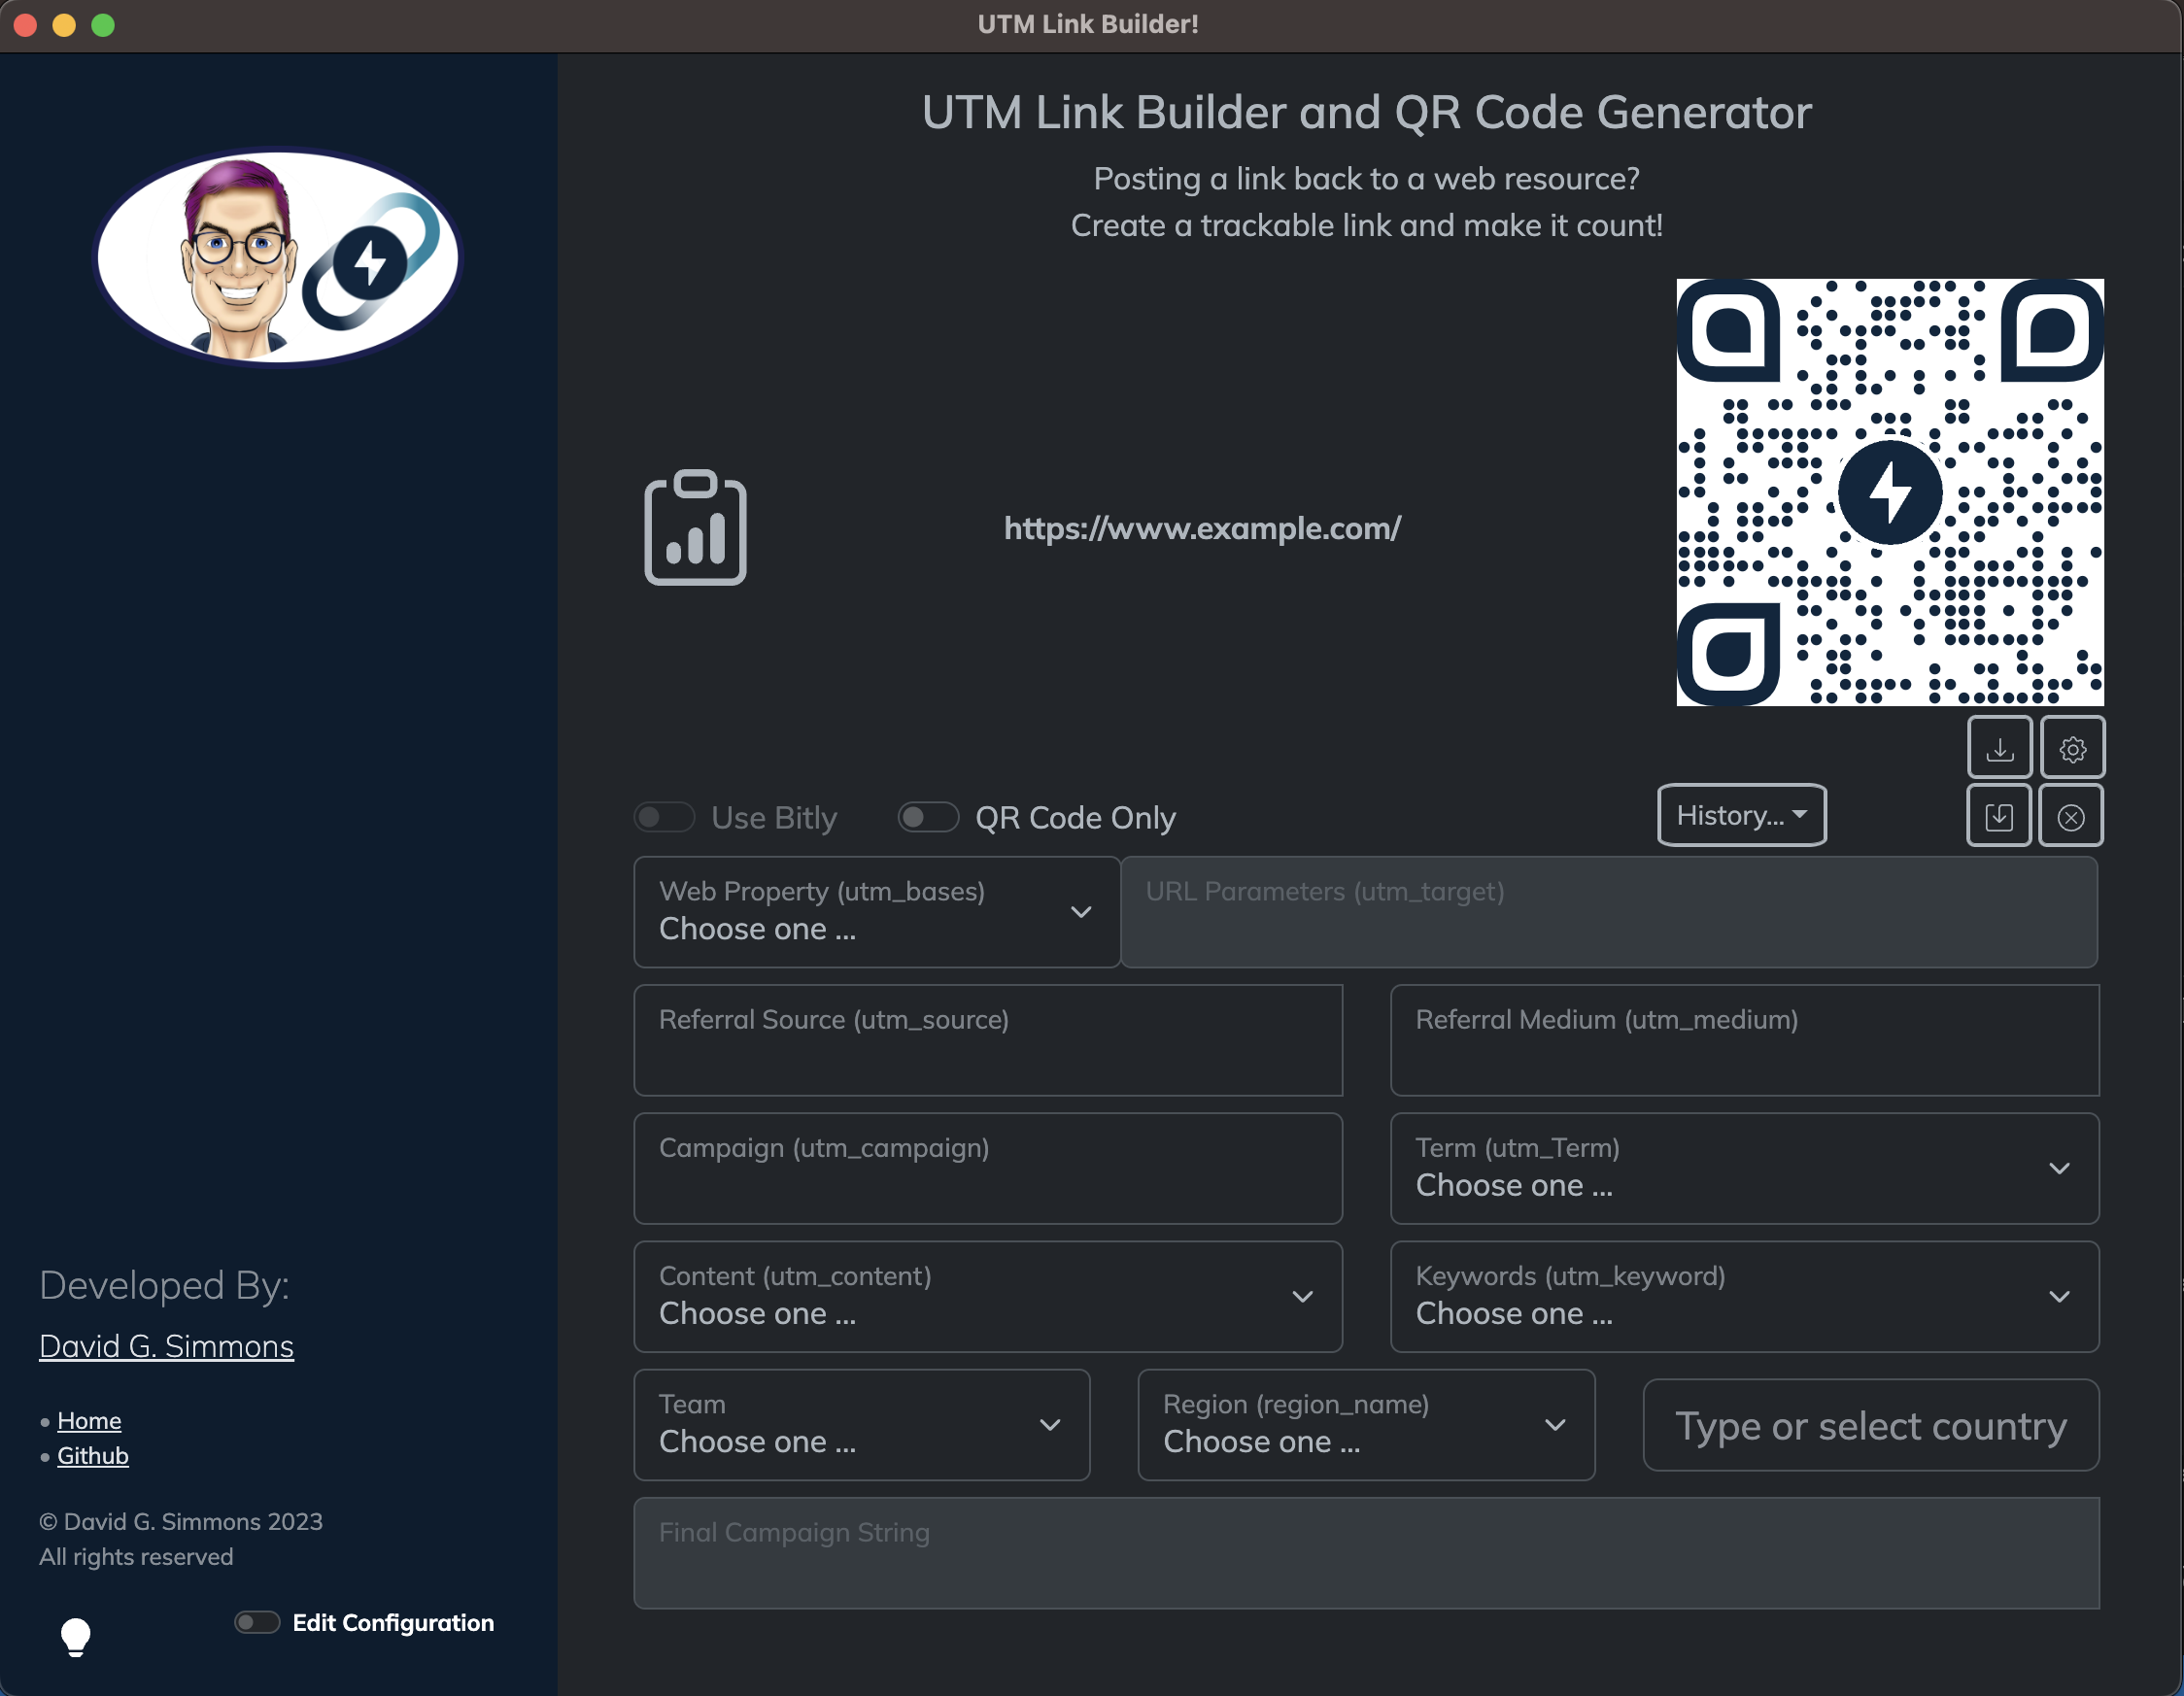 UTM Link Builder!
UTM Link Builder and QR Code Generator
Posting a link back to a web resource?
Create a trackable link and make it count!
https://www.example.com/
Use Bitly
QR Code Only
History...
Web Property (utm_bases)
Choose one ...
URL Parameters (utm_target)
Referral Source (utm_source)
Referral Medium (utm_medium)
Campaign (utm_campaign)
Term (utm_Term)
Choose one ...
Content (utm_content)
Choose one ...
Keywords (utm_keyword)
Choose one ...
Team
Choose one ...
Region (region_name)
Choose one ...
Type or select country
Final Campaign String
Developed By:
David G. Simmons
• Home
• Github
© David G. Simmons 2023
All rights reserved
Edit Configuration